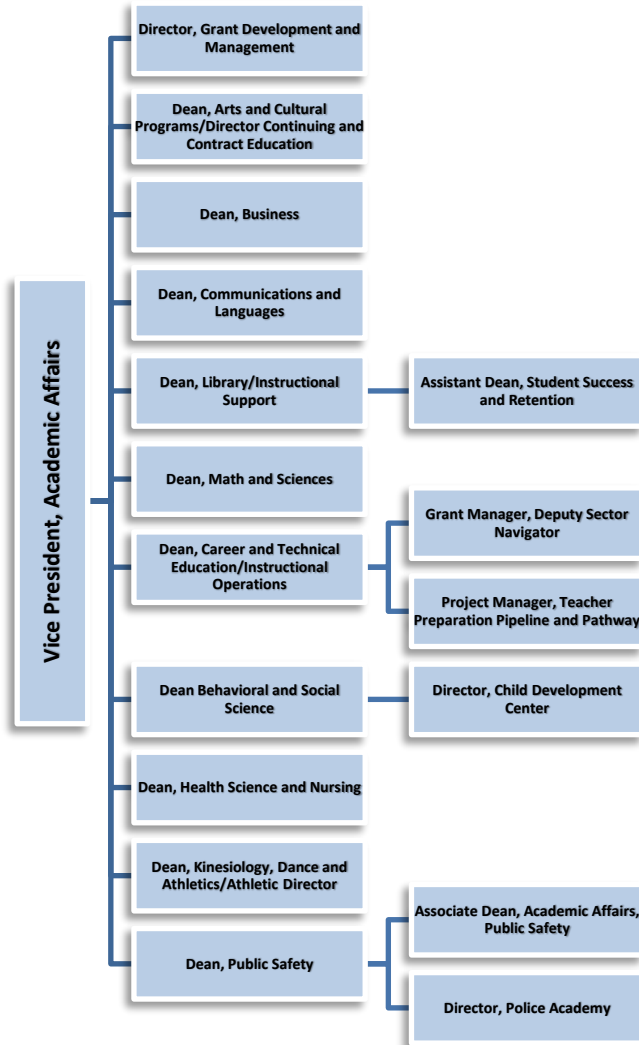 Vice President, Academic Affairs
Director, Grant Development and
Management
Dean, Arts and Cultural
Programs/Director Continuing and
Contract Education
Dean, Business
Dean, Communications and
Languages
Dean, Library/Instructional
Support
Assistant Dean, Student Success
and Retention
Dean, Math and Sciences
Dean, Career and Technical
Education/Instructional
Operations
Grant Manager, Deputy Sector
Navigator
Project Manager, Teacher
Preparation Pipeline and Pathway
Dean Behavioral and Social
Science
Director, Child Development
Center
Dean, Health Science and Nursing
Dean, Kinesiology, Dance and
Athletics/Athletic Director
Dean, Public Safety
Associate Dean, Academic Affairs,
Public Safety
Director, Police Academy